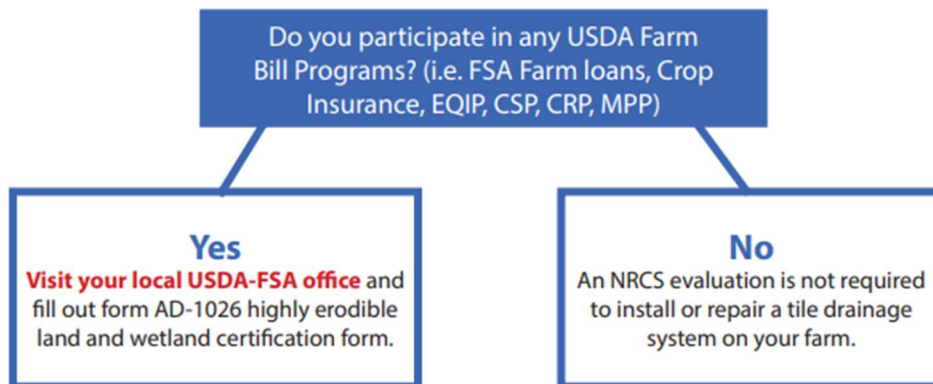 Do you participate in any USDA Farm
Bill Programs? (i.e. FSA Farm loans, Crop
Insurance, EQIP, CSP, CRP, MPP)
Yes
Visit your local USDA-FSA office and
fill out form AD-1026 highly erodible
land and wetland certification form.
No
An NRCS evaluation is not required
to install or repair a tile drainage
system on your farm.